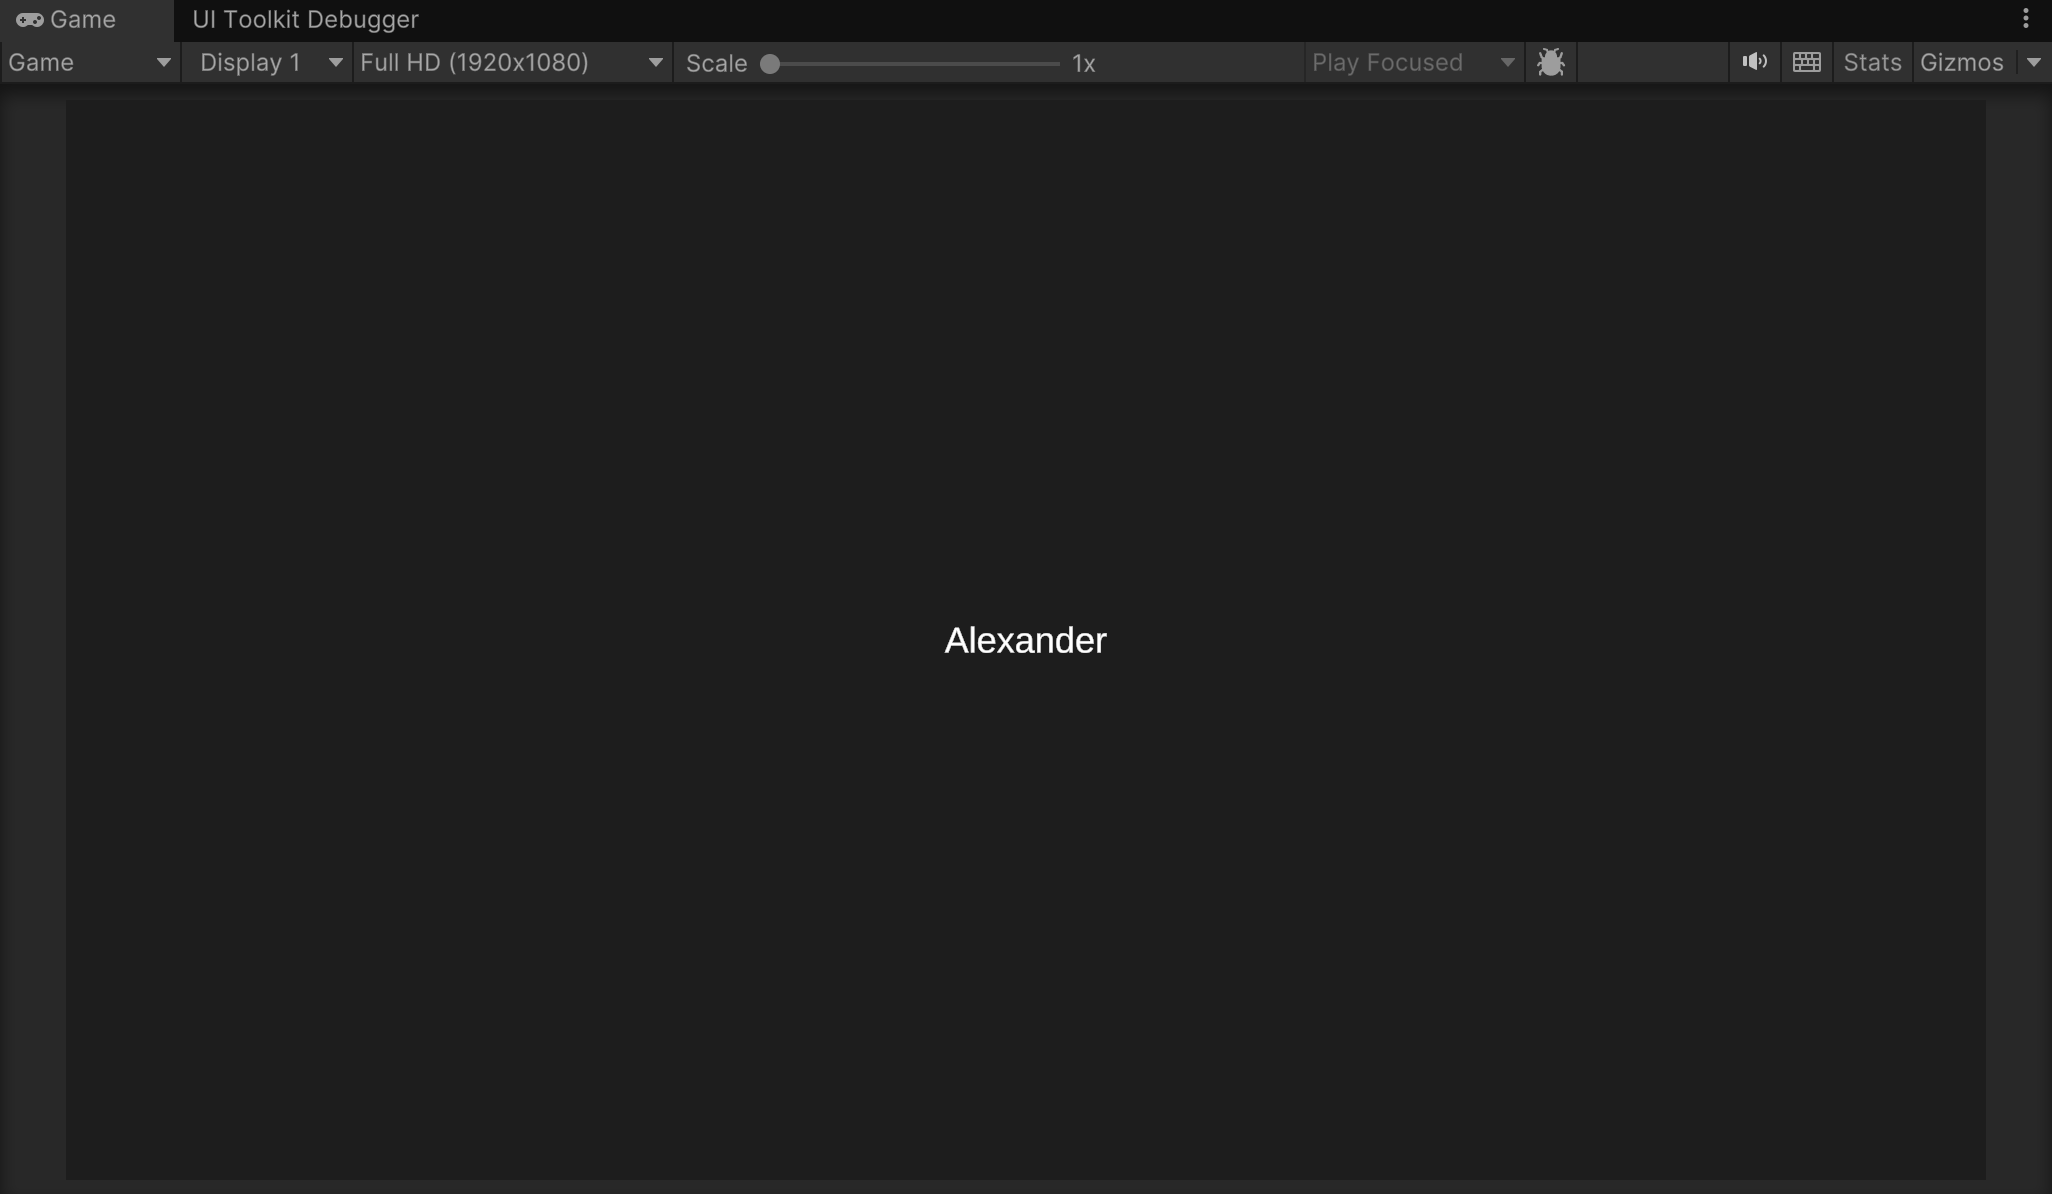 Game UI Toolkit Debugger
Game Display 1 Full HD (1920x1080) Scale 1x Play Focused Stats Gizmos
Alexander